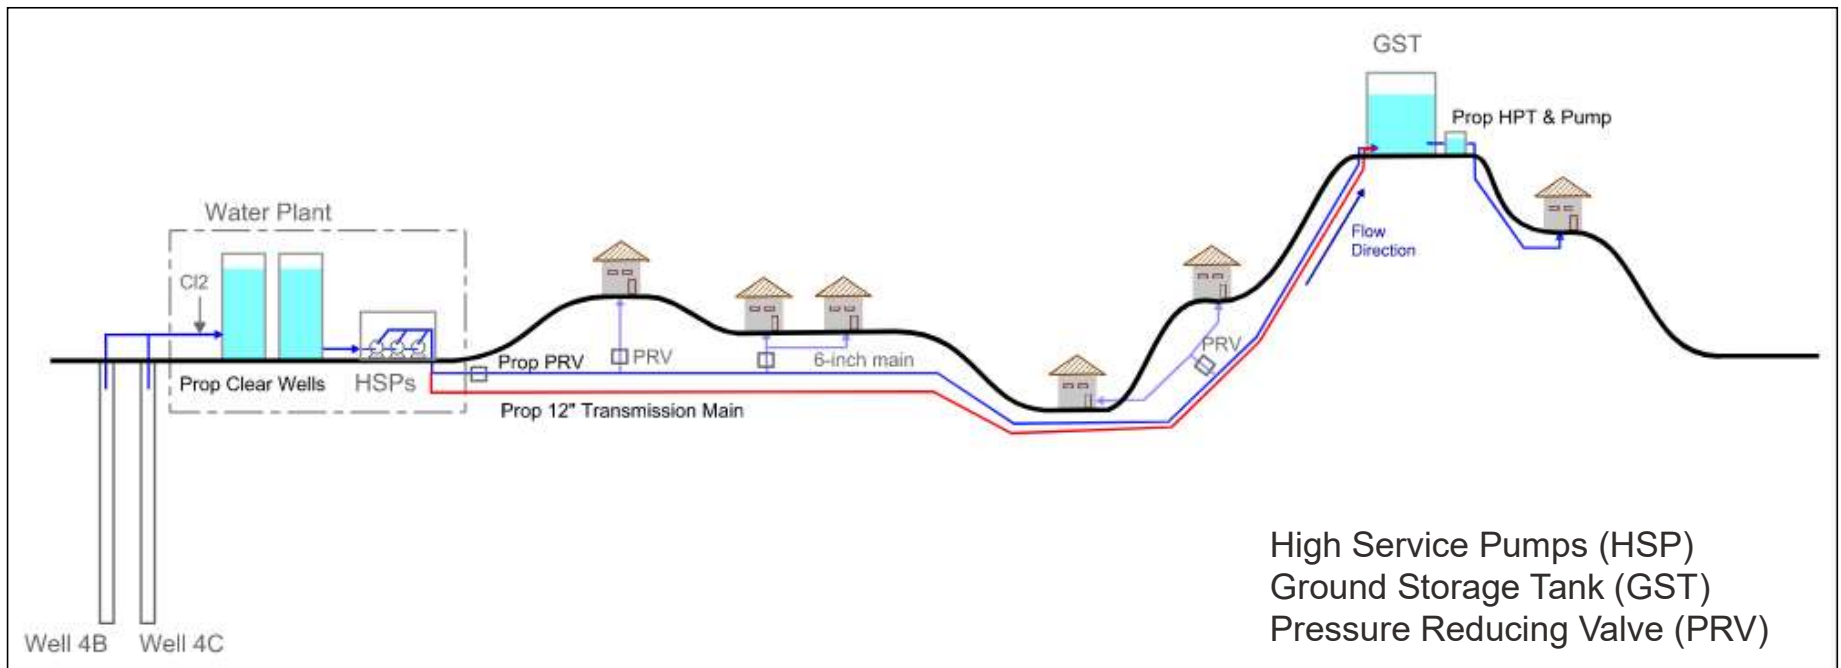 GST
Prop HPT & Pump
Water Plant
Cl2
Flow
Direction
Prop PRV
PRV
6-inch main
PRV
Prop Clear Wells
HSPs
Prop 12" Transmission Main
High Service Pumps (HSP)
Ground Storage Tank (GST)
Pressure Reducing Valve (PRV)
Well 4B
Well 4C